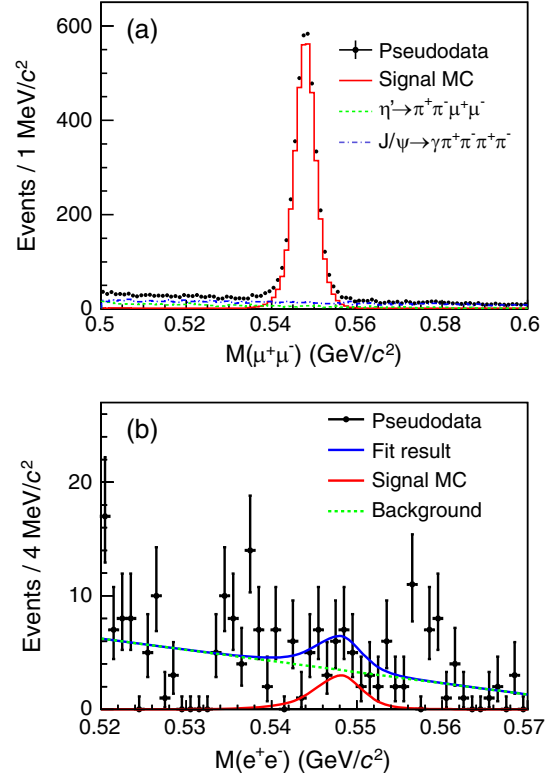 (a)
Pseudodata
Signal MC
η'→π⁺π⁻μ⁺μ⁻
J/ψ→γπ⁺π⁻π⁺π⁻
Events / 1 MeV/c²
600
400
200
0
0.5 0.52 0.54 0.56 0.58 0.6
M(μ⁺μ⁻) (GeV/c²)
(b)
Pseudodata
Fit result
Signal MC
Background
Events / 4 MeV/c²
20
10
0
0.52 0.53 0.54 0.55 0.56 0.57
M(e⁺e⁻) (GeV/c²)